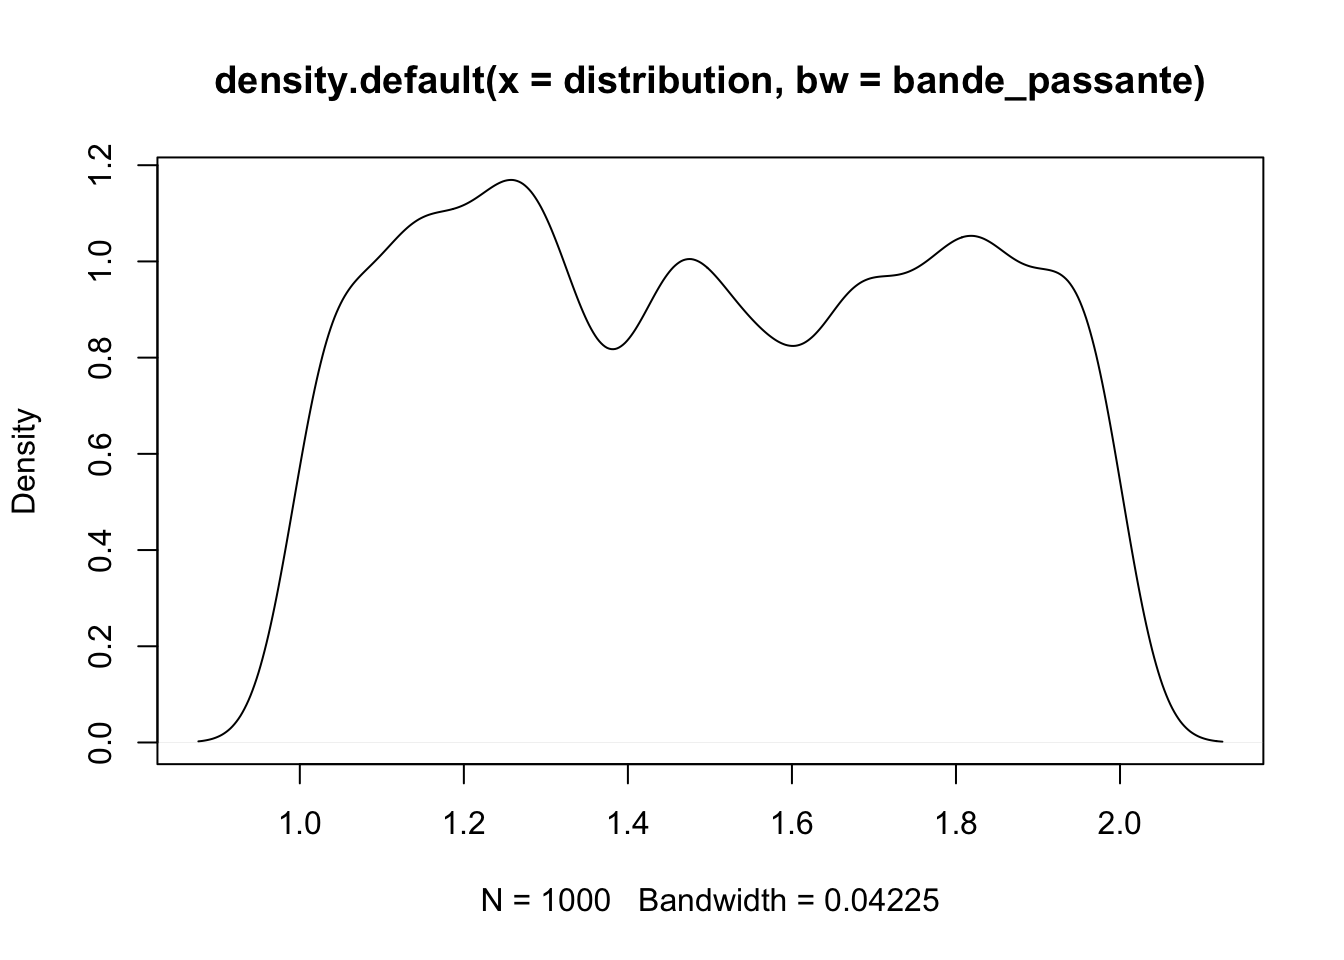 density.default(x = distribution, bw = bande_passante)
Density
1.2
1.0
0.8
0.6
0.4
0.2
0.0
1.0 1.2 1.4 1.6 1.8 2.0
N = 1000 Bandwidth = 0.04225